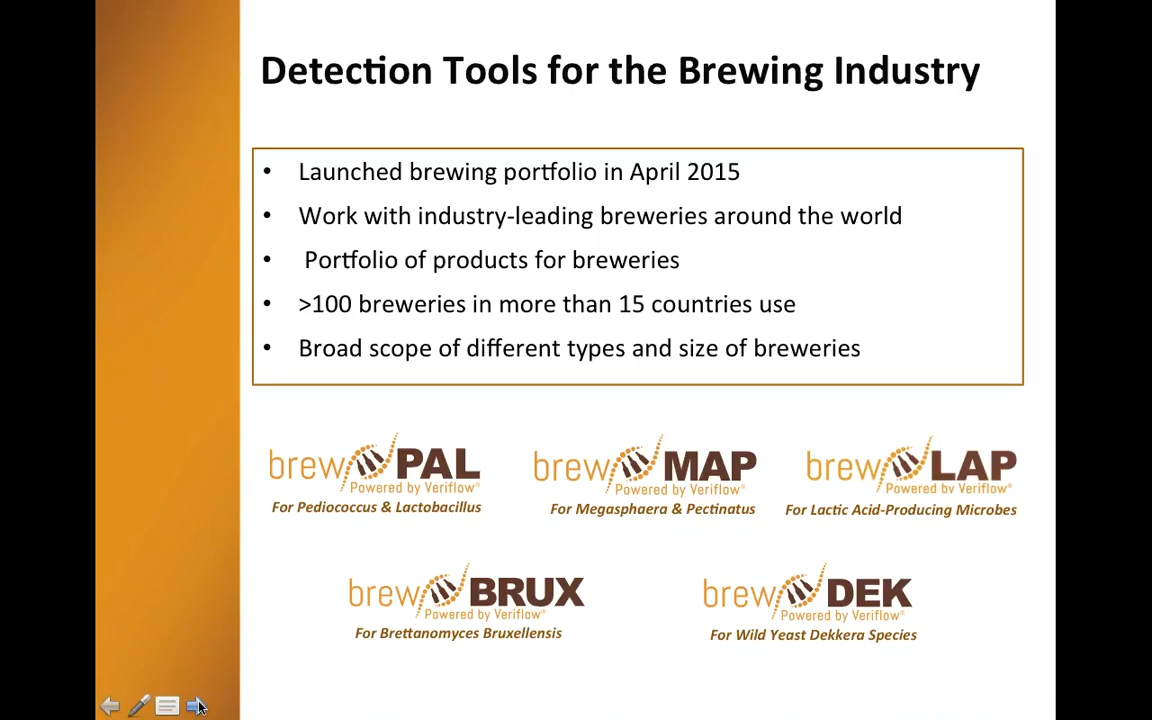 Detection Tools for the Brewing Industry
• Launched brewing portfolio in April 2015
• Work with industry-leading breweries around the world
• Portfolio of products for breweries
• >100 breweries in more than 15 countries use
• Broad scope of different types and size of breweries
brew PAL
Powered by Veriflow®
For Pediococcus & Lactobacillus
brew MAP
Powered by Veriflow®
For Megasphaera & Pectinatus
brew LAP
Powered by Veriflow®
For Lactic Acid-Producing Microbes
brew BRUX
Powered by Veriflow®
For Brettanomyces Bruxellensis
brew DEK
Powered by Veriflow®
For Wild Yeast Dekkera Species